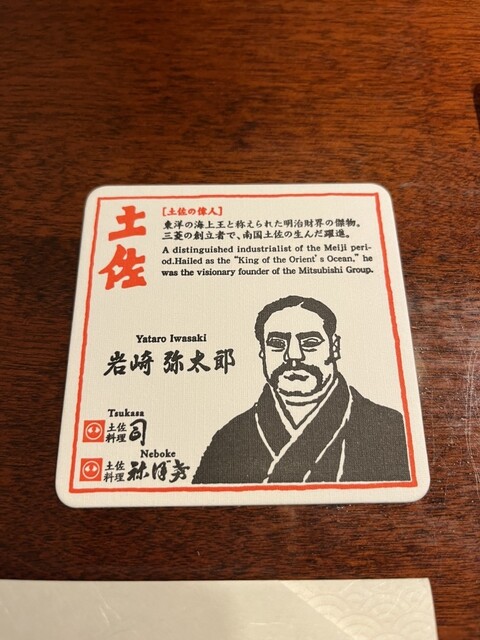 土佐
[土佐の偉人]
東洋の海上王と称えられた明治財界の傑物。
三菱の創立者で、南国土佐の生んだ躍進。
A distinguished industrialist of the Meiji peri-
od.Hailed as the "King of the Orient's Ocean," he
was the visionary founder of the Mitsubishi Group.
Yataro Iwasaki
岩崎 弥太郎
Tsukasa
土佐料理 司
Neboke
土佐料理 祢ぼけ